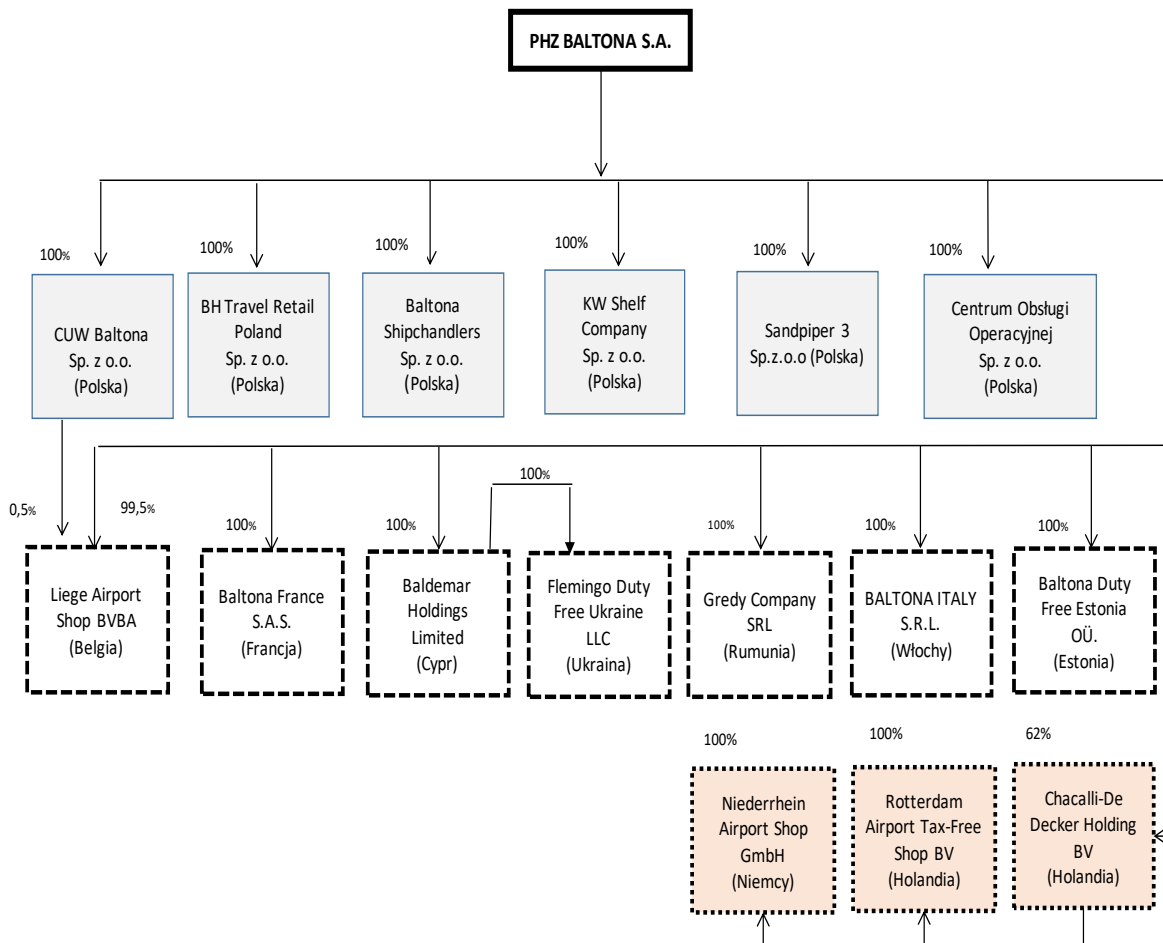 PHZ BALTONA S.A.
100%
100%
100%
100%
100%
100%
CUW Baltona
Sp. z o.o.
(Polska)
BH Travel Retail
Poland
Sp. z o.o.
(Polska)
Baltona
Shipchandlers
Sp. z o.o.
(Polska)
KW Shelf
Company
Sp. z o.o.
(Polska)
Sandpiper 3
Sp.z.o.o (Polska)
Centrum Obsługi
Operacyjnej
Sp. z o.o.
(Polska)
0,5%
99,5%
100%
100%
100%
100%
100%
100%
Liege Airport
Shop BVBA
(Belgia)
Baltona France
S.A.S.
(Francja)
Baldemar
Holdings
Limited
(Cypr)
Flemingo Duty
Free Ukraine
LLC
(Ukraina)
Gredy Company
SRL
(Rumunia)
BALTONA ITALY
S.R.L.
(Włochy)
Baltona Duty
Free Estonia
OÜ.
(Estonia)
100%
100%
62%
Niederrhein
Airport Shop
GmbH
(Niemcy)
Rotterdam
Airport Tax-Free
Shop BV
(Holandia)
Chacalli-De
Decker Holding
BV
(Holandia)